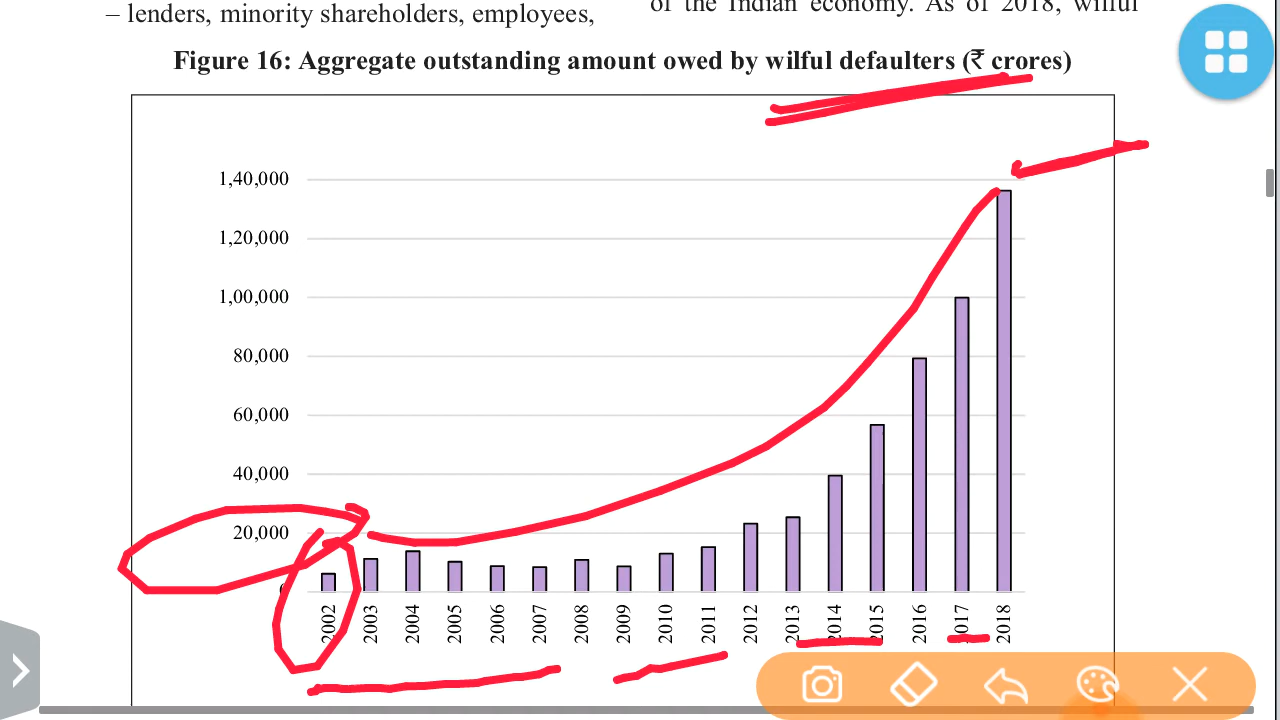 – lenders, minority shareholders, employees,
of the Indian economy. As of 2018, wilful
Figure 16: Aggregate outstanding amount owed by wilful defaulters (₹ crores)
1,40,000
1,20,000
1,00,000
80,000
60,000
40,000
20,000
2002 2003 2004 2005 2006 2007 2008 2009 2010 2011 2012 2013 2014 2015 2016 2017 2018